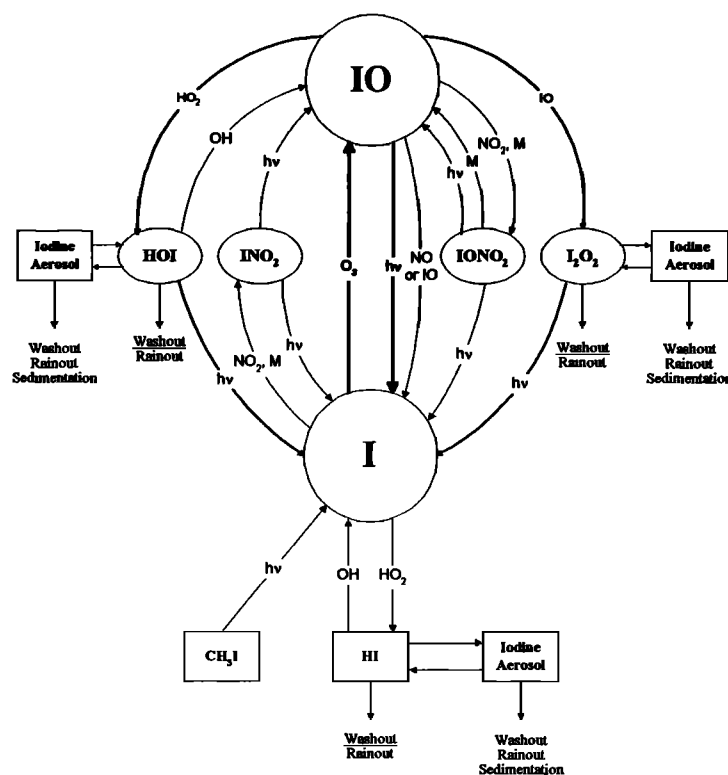 IO
HO₂
IO
OH
NO₂, M
hν
M
hν
Iodine
Aerosol
HOI
INO₂
O₃
hν
NO
or IO
IONO₂
I₂O₂
Iodine
Aerosol
Washout
Rainout
Sedimentation
Washout
Rainout
hν
NO₂, M
hν
hν
hν
Washout
Rainout
Washout
Rainout
Sedimentation
I
hν
OH
HO₂
CH₃I
HI
Iodine
Aerosol
Washout
Rainout
Washout
Rainout
Sedimentation